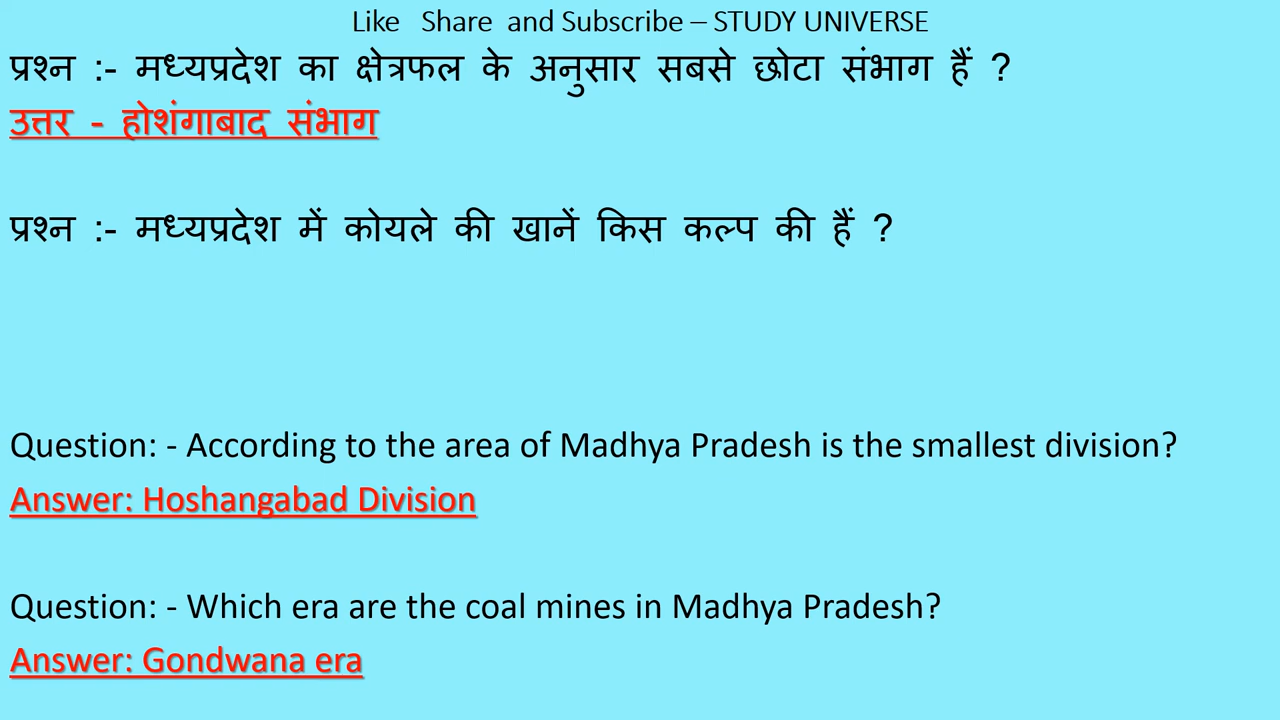 Like Share and Subscribe – STUDY UNIVERSE
प्रश्न :- मध्यप्रदेश का क्षेत्रफल के अनुसार सबसे छोटा संभाग हैं ?
उत्तर - होशंगाबाद संभाग
प्रश्न :- मध्यप्रदेश में कोयले की खानें किस कल्प की हैं ?
Question: - According to the area of Madhya Pradesh is the smallest division?
Answer: Hoshangabad Division
Question: - Which era are the coal mines in Madhya Pradesh?
Answer: Gondwana era